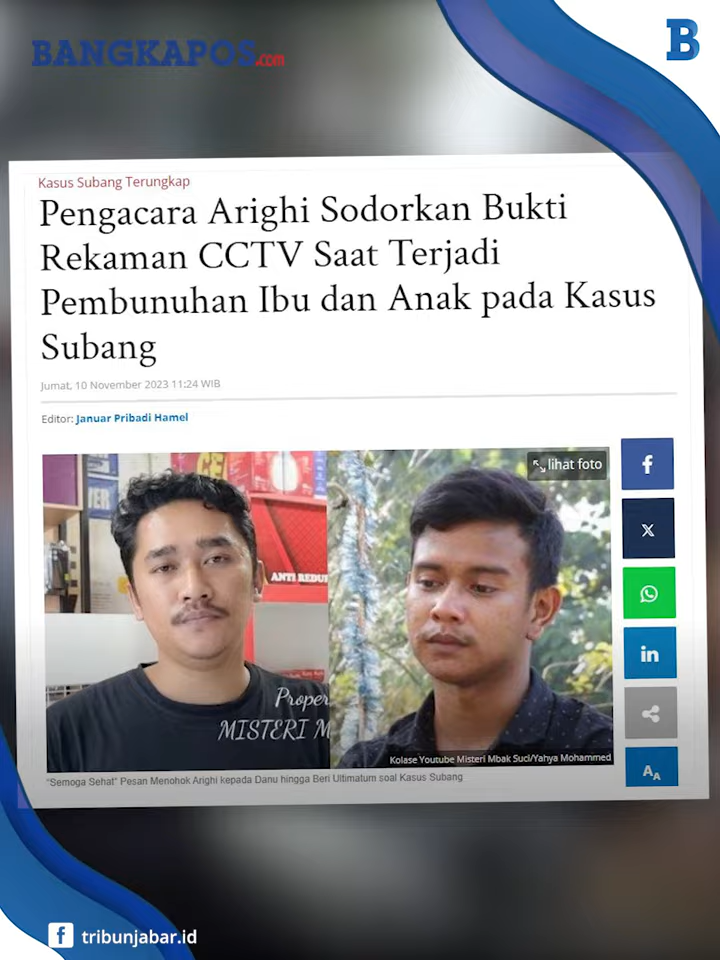 BANGKAPOS.com
B
Kasus Subang Terungkap
Pengacara Arighi Sodorkan Bukti
Rekaman CCTV Saat Terjadi
Pembunuhan Ibu dan Anak pada Kasus
Subang
Jumat, 10 November 2023 11:24 WIB
Editor: Januar Pribadi Hamel
lihat foto
ANTI REDU
Proper
MISTERI M
Kolase Youtube Misteri Mbak Suci/Yahya Mohammed
"Semoga Sehat" Pesan Menohok Arighi kepada Danu hingga Beri Ultimatum soal Kasus Subang
f
X
in
AA
f tribunjabar.id